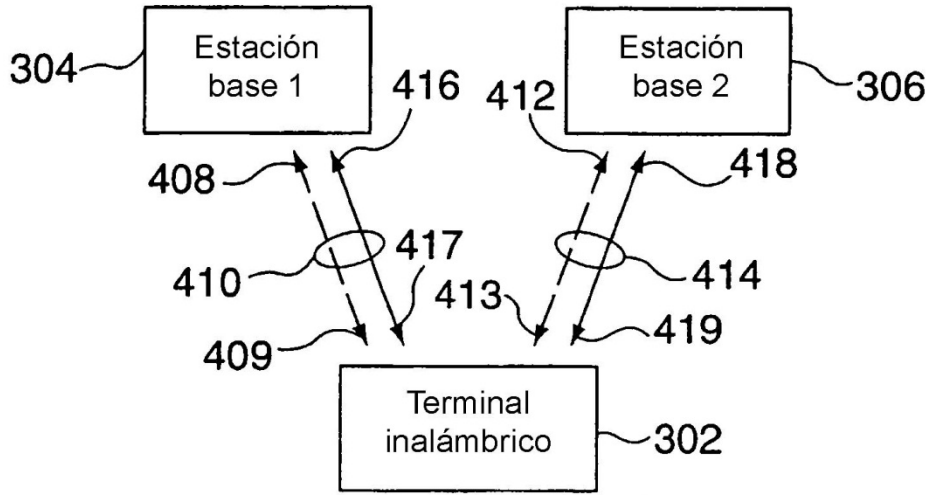 304
Estación
base 1
416
412
Estación
base 2
306
408
418
410
417
413
414
409
419
Terminal
inalámbrico
302